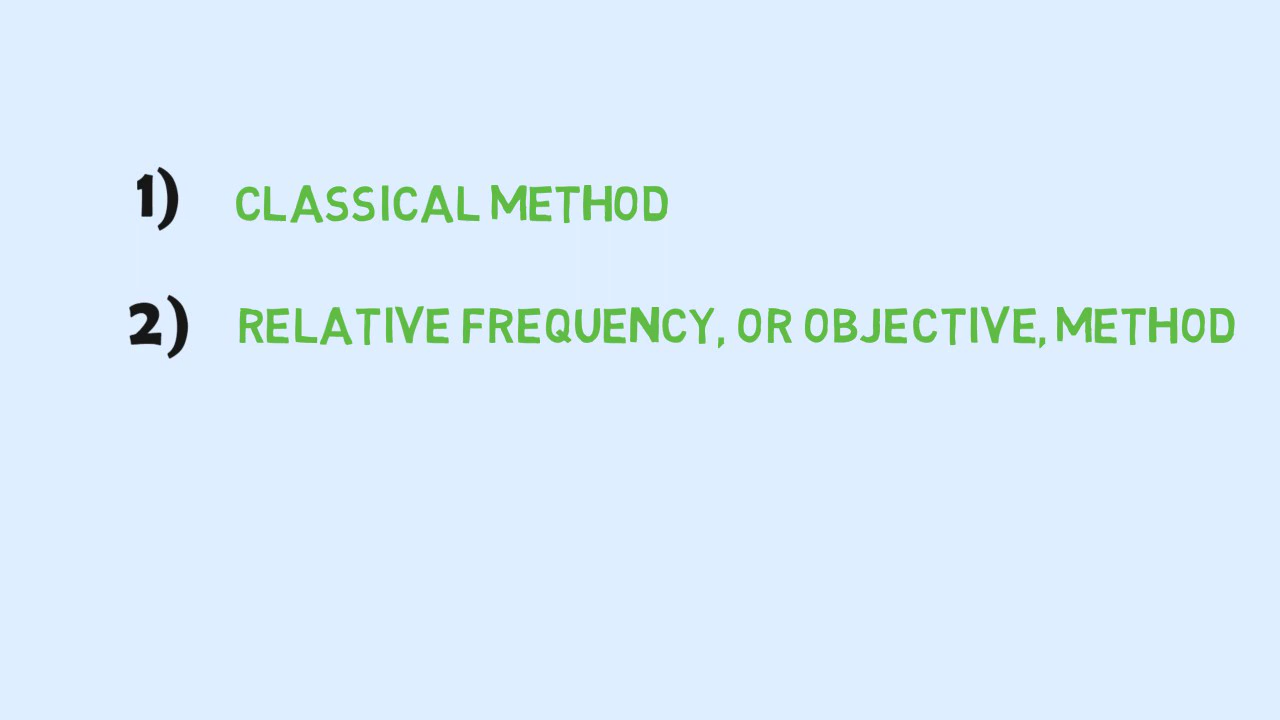 1) CLASSICAL METHOD
2) RELATIVE FREQUENCY, OR OBJECTIVE, METHOD